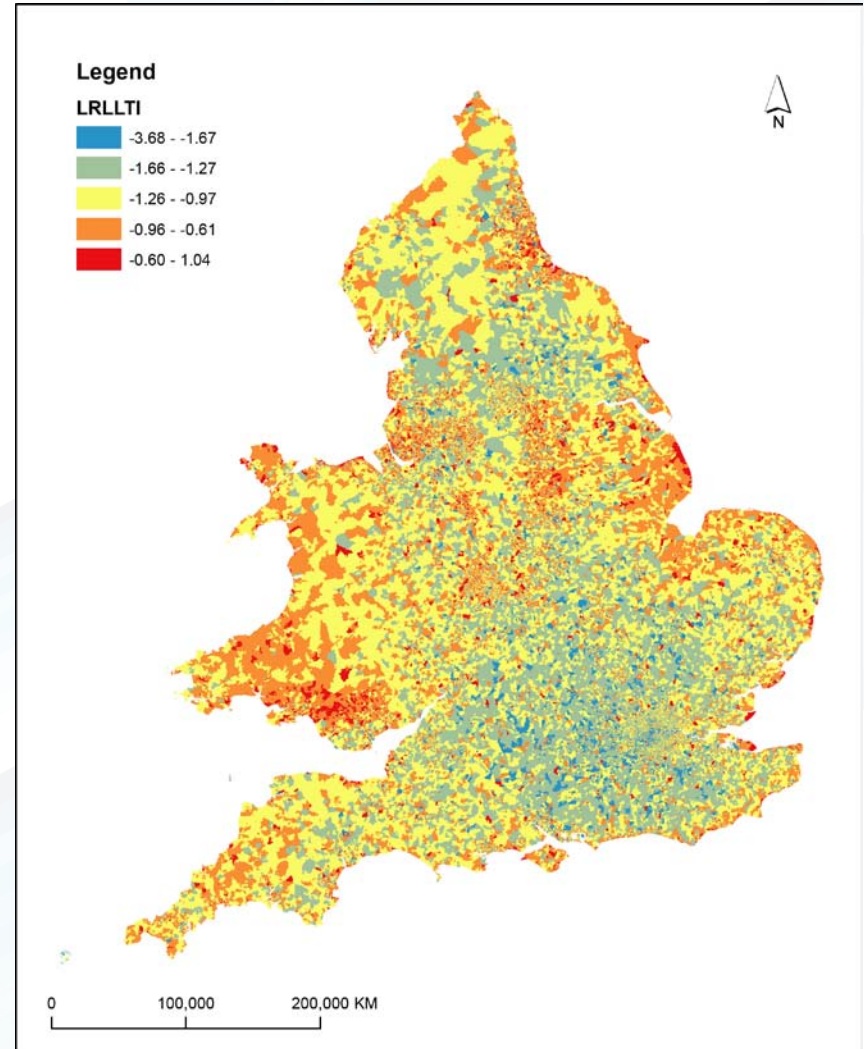 Legend
LRLLTI
-3.68 - -1.67
-1.66 - -1.27
-1.26 - -0.97
-0.96 - -0.61
-0.60 - 1.04
N
0 100,000 200,000 KM